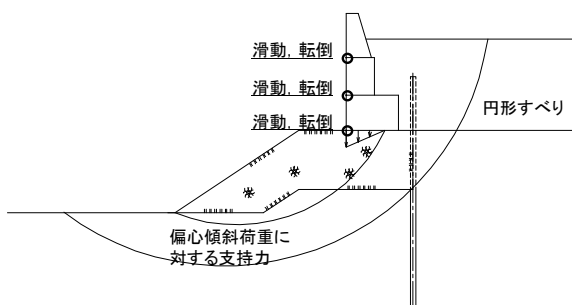 滑動, 転倒
滑動, 転倒
円形すべり
滑動, 転倒
偏心傾斜荷重に
対する支持力